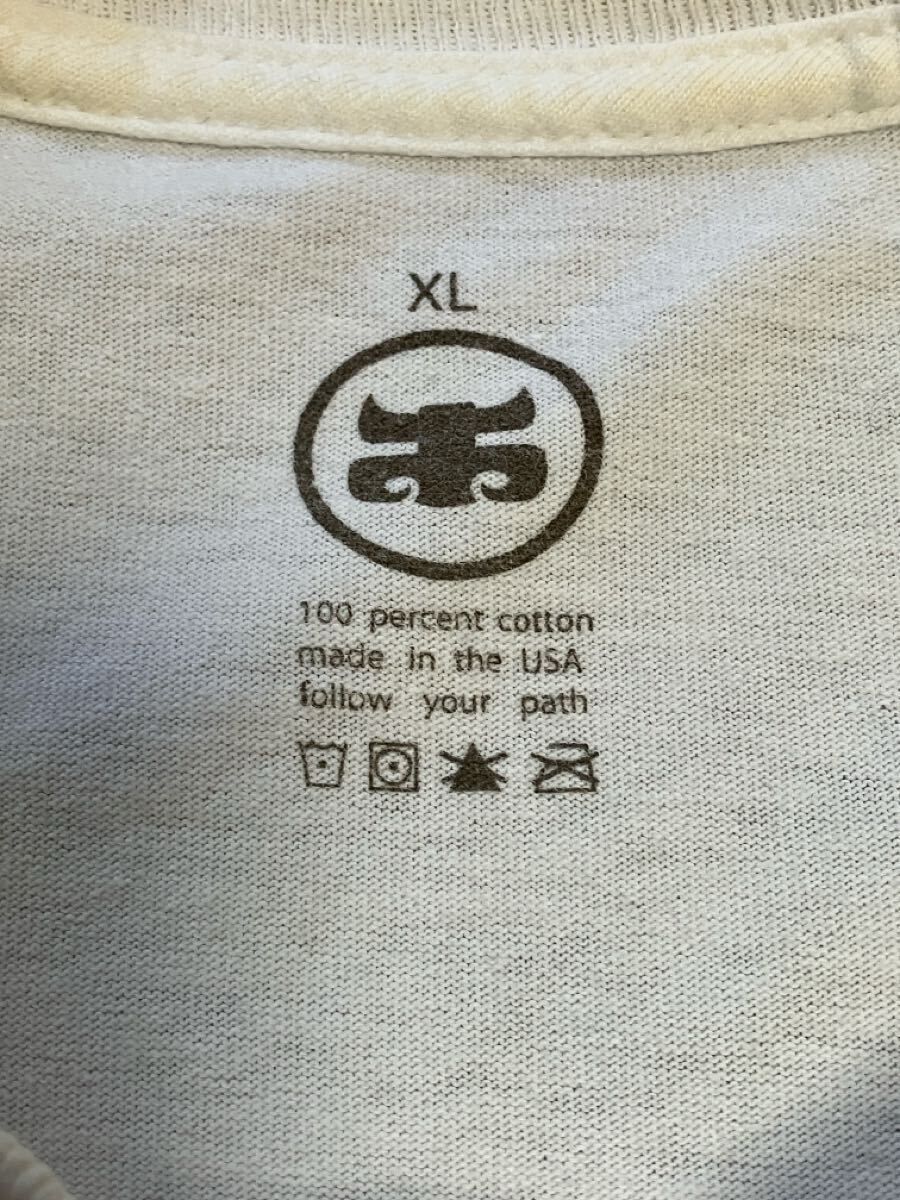 XL
100 percent cotton
made in the USA
follow your path